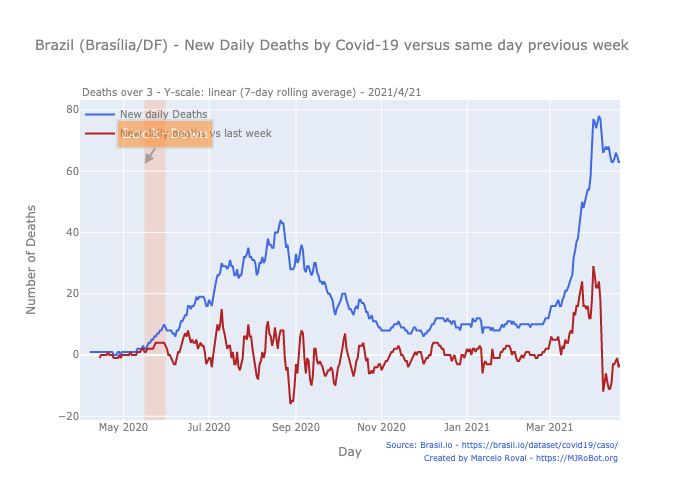 Brazil (Brasília/DF) - New Daily Deaths by Covid-19 versus same day previous week
Deaths over 3 - Y-scale: linear (7-day rolling average) - 2021/4/21
New daily Deaths
New daily Deaths vs last week
80
60
40
20
0
−20
Number of Deaths
May 2020
Jul 2020
Sep 2020
Nov 2020
Jan 2021
Mar 2021
Day
Source: Brasil.io - https://brasil.io/dataset/covid19/caso/
Created by Marcelo Rovai - https://MJRoBot.org